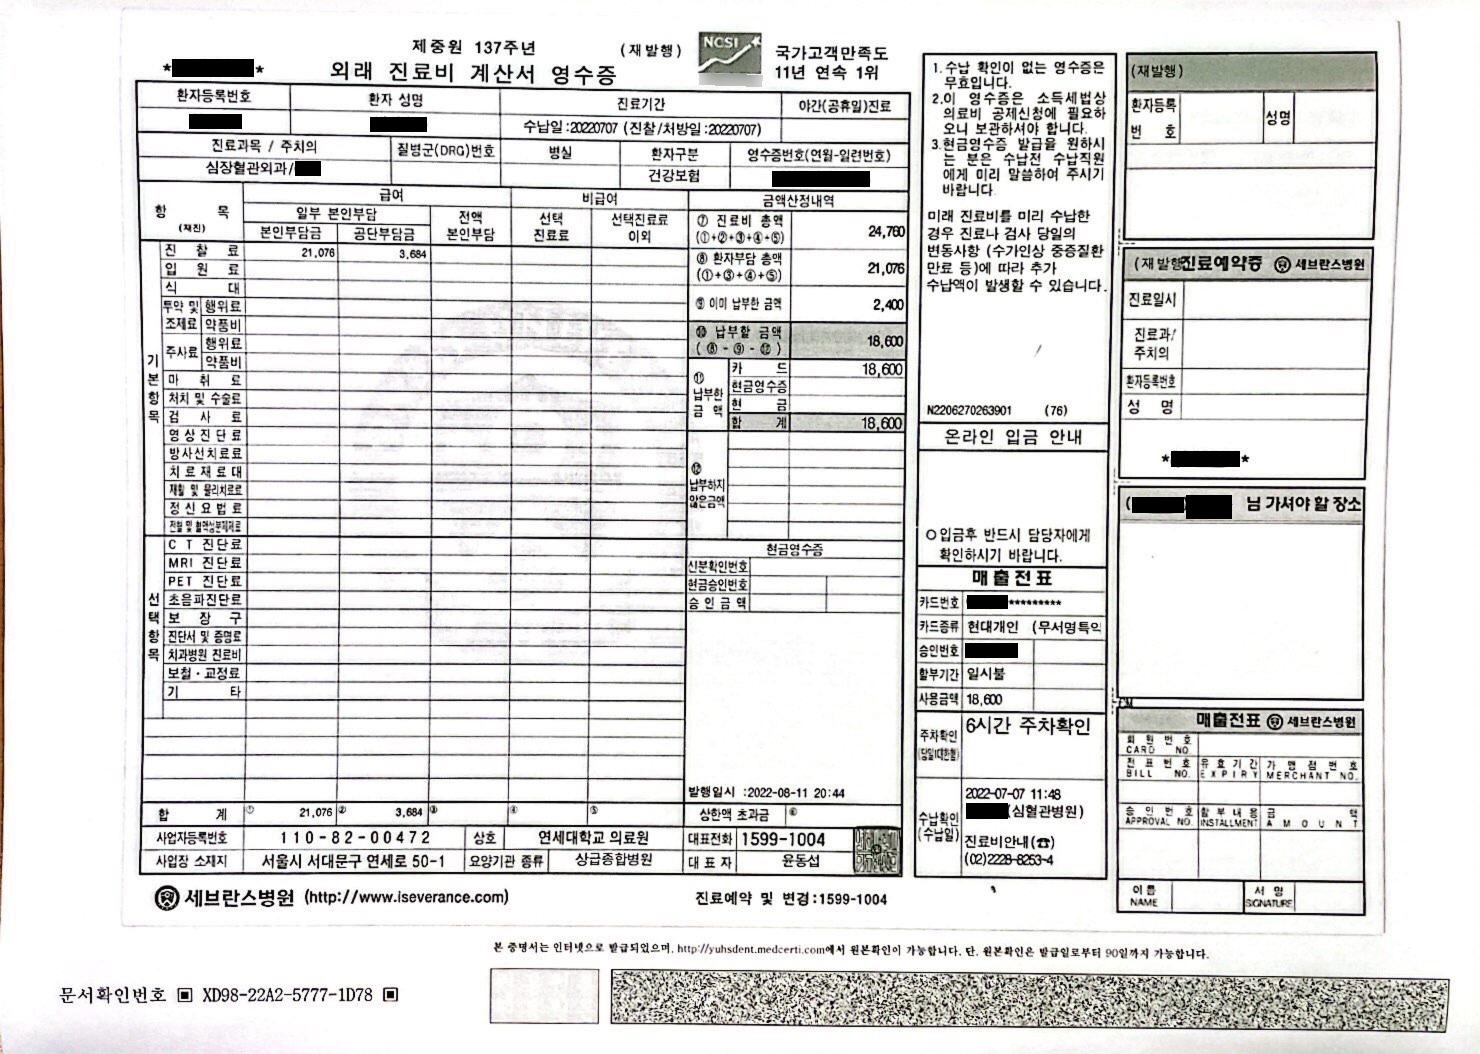 제중원 137주년
(재발행)
NCSI
국가고객만족도
11년 연속 1위
* *
외래 진료비 계산서 영수증
환자등록번호
환자 성명
진료기간
야간(공휴일)진료
수납일:20220707 (진찰/처방일:20220707)
진료과목 / 주치의
질병군(DRG)번호
병실
환자구분
영수증번호(연월-일련번호)
심장혈관외과/
건강보험
항 목
(재진)
급여
비급여
금액산정내역
일부 본인부담
전액
본인부담
선택
진료료
선택진료료
이외
본인부담금
공단부담금
⑦ 진료비 총액
(①+②+③+④+⑤)
24,760
⑧ 환자부담 총액
(①+③+④+⑤)
21,076
⑨ 이미 납부한 금액
2,400
⑩ 납부할 금액
(⑧-⑨-⑫)
18,600
⑪
납부한
금 액
카 드
18,600
현금영수증
현 금
합 계
18,600
⑫
납부하지
않은금액
기본항목
진 찰 료
21,076
3,684
입 원 료
식 대
투약 및
조제료
행위료
약품비
주사료
행위료
약품비
마 취 료
처치 및 수술료
검 사 료
영상진단료
방사선치료료
치료재료대
재활 및 물리치료료
정신요법료
전혈 및 혈액성분제제료
선택항목
C T 진단료
MRI 진단료
PET 진단료
초음파진단료
보 장 구
진단서 및 증명료
치과병원 진료비
보철·교정료
기 타
현금영수증
신분확인번호
현금승인번호
승 인 금 액
발행일시 :2022-08-11 20:44
합 계
① 21,076
② 3,684
③
④
⑤
상한액 초과금
⑥
사업자등록번호
110-82-00472
상호
연세대학교 의료원
대표전화
1599-1004
사업장 소재지
서울시 서대문구 연세로 50-1
요양기관 종류
상급종합병원
대 표 자
윤동섭
세브란스병원 (http://www.iseverance.com)
진료예약 및 변경:1599-1004
1. 수납 확인이 없는 영수증은
무효입니다.
2.이 영수증은 소득세법상
의료비 공제신청에 필요하
오니 보관하셔야 합니다.
3.현금영수증 발급을 원하시
는 분은 수납전 수납직원
에게 미리 말씀하여 주시기
바랍니다.
미래 진료비를 미리 수납한
경우 진료나 검사 당일의
변동사항 (수가인상 중증질환
만료 등)에 따라 추가
수납액이 발생할 수 있습니다.
N2206270263901 (76)
온라인 입금 안내
○입금후 반드시 담당자에게
확인하시기 바랍니다.
매출전표
카드번호
*********
카드종류
현대개인 (무서명특약
승인번호
할부기간
일시불
사용금액
18,600
주차확인
(당일1대한함)
6시간 주차확인
수납확인
(수납일)
2022-07-07 11:48
(심혈관병원)
진료비안내(☎)
(02)2228-8253~4
(재발행)
환자등록
번 호
성명
(재발행
진료예약증
세브란스병원
진료일시
진료과/
주치의
환자등록번호
성 명
* *
(
님 가셔야 할 장소
매출전표
세브란스병원
회 원 번 호
CARD NO.
전 표 번 호
BILL NO.
유 효 기 간
EXPIRY
가 맹 점 번 호
MERCHANT NO.
승 인 번 호
APPROVAL NO.
할 부 내 용
INSTALLMENT
금 액
AMOUNT
이 름
NAME
서 명
SIGNATURE
본 증명서는 인터넷으로 발급되었으며, http://yuhsdent.medcerti.com에서 원본확인이 가능합니다. 단, 원본확인은 발급일로부터 90일까지 가능합니다.
문서확인번호 ▣ XD98-22A2-5777-1D78 ▣